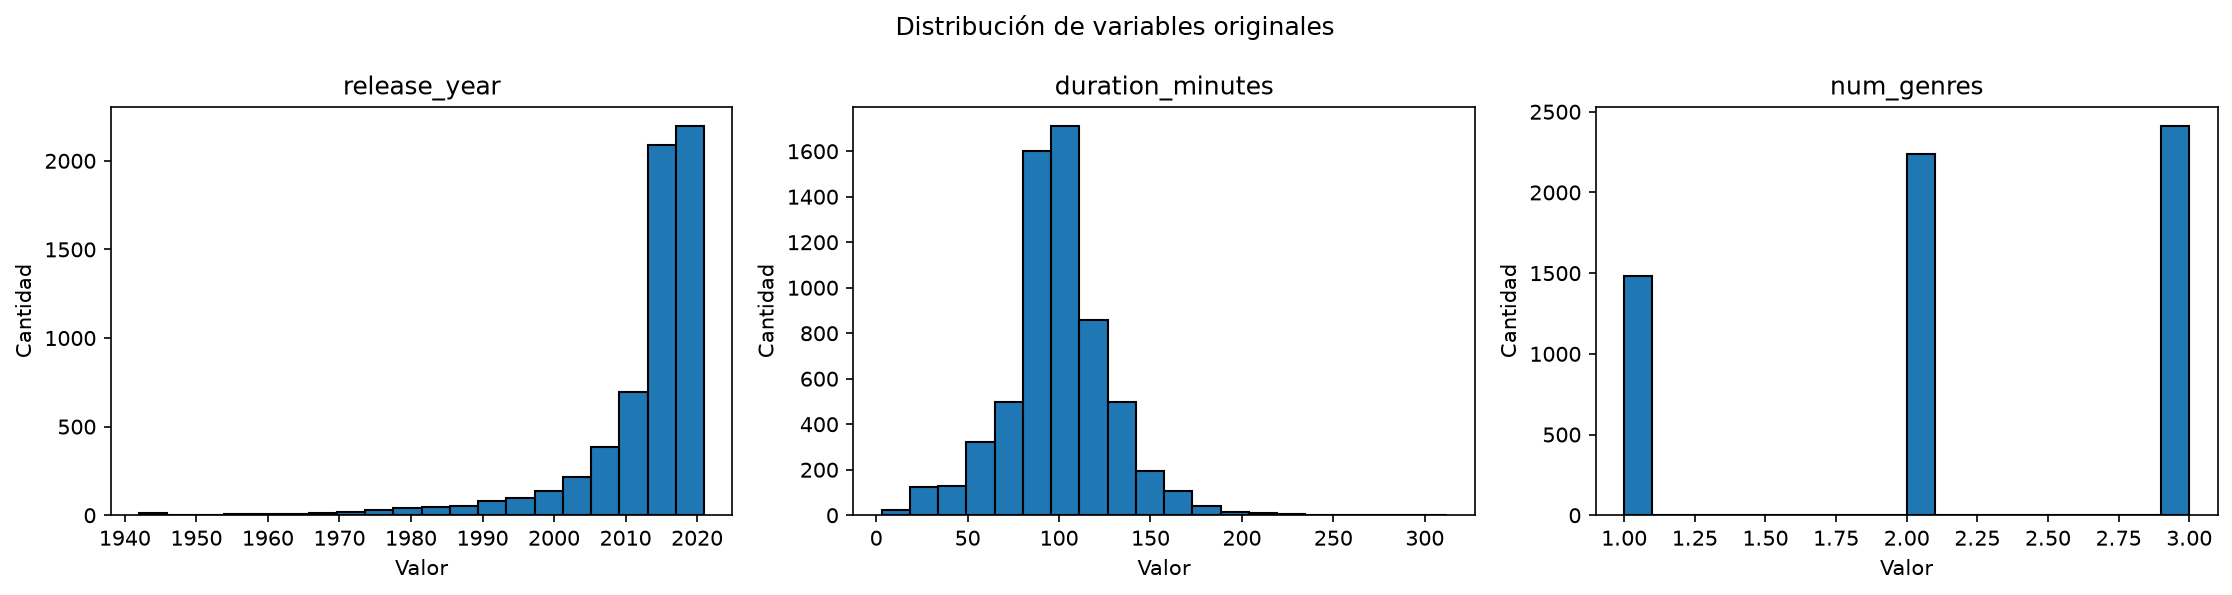 Distribución de variables originales
release_year
Cantidad
2000
1500
1000
500
0
1940 1950 1960 1970 1980 1990 2000 2010 2020
Valor
duration_minutes
Cantidad
1600
1400
1200
1000
800
600
400
200
0
0 50 100 150 200 250 300
Valor
num_genres
Cantidad
2500
2000
1500
1000
500
0
1.00 1.25 1.50 1.75 2.00 2.25 2.50 2.75 3.00
Valor